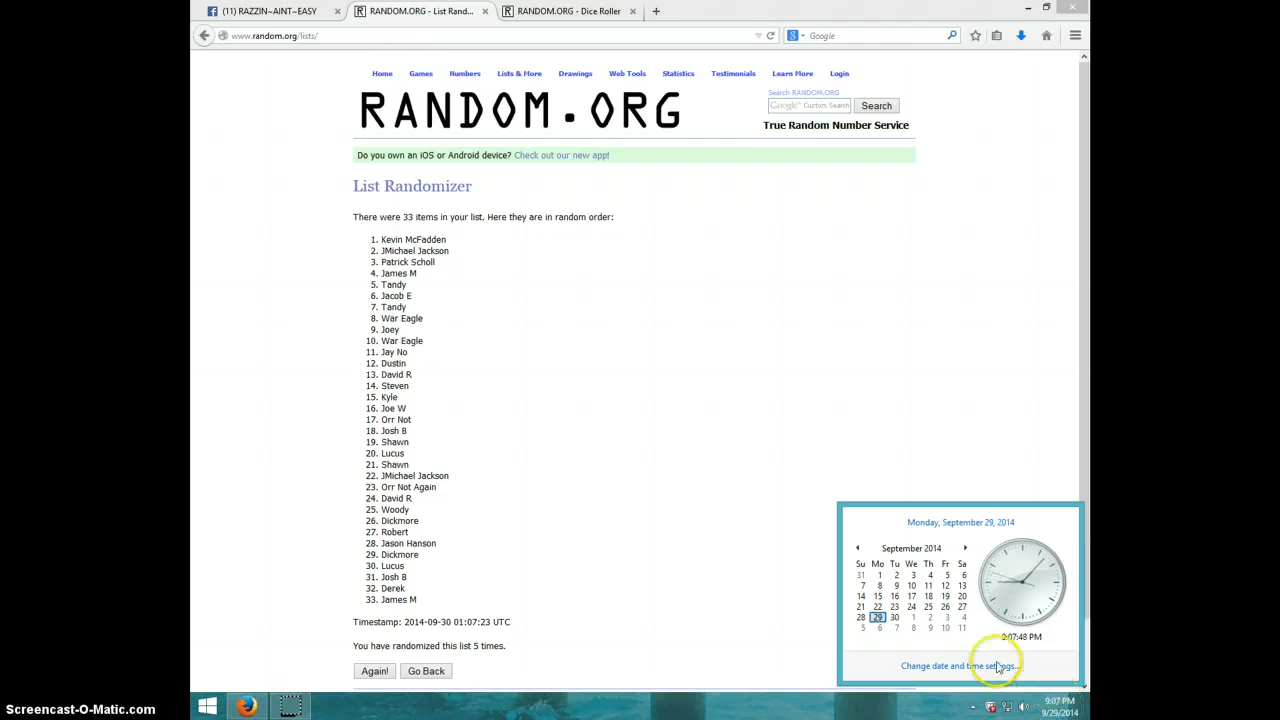 (11) RAZZIN~AINT~EASY
RANDOM.ORG - List Rand...
RANDOM.ORG - Dice Roller
www.random.org/lists/
Google
Home Games Numbers Lists & More Drawings Web Tools Statistics Testimonials Learn More Login
Search RANDOM.ORG
RANDOM.ORG
Google™ Custom Search
Search
True Random Number Service
Do you own an iOS or Android device? Check out our new app!
List Randomizer
There were 33 items in your list. Here they are in random order:
1. Kevin McFadden
2. JMichael Jackson
3. Patrick Scholl
4. James M
5. Tandy
6. Jacob E
7. Tandy
8. War Eagle
9. Joey
10. War Eagle
11. Jay No
12. Dustin
13. David R
14. Steven
15. Kyle
16. Joe W
17. Orr Not
18. Josh B
19. Shawn
20. Lucus
21. Shawn
22. JMichael Jackson
23. Orr Not Again
24. David R
25. Woody
26. Dickmore
27. Robert
28. Jason Hanson
29. Dickmore
30. Lucus
31. Josh B
32. Derek
33. James M
Timestamp: 2014-09-30 01:07:23 UTC
You have randomized this list 5 times.
Again!
Go Back
Monday, September 29, 2014
September 2014
Su Mo Tu We Th Fr Sa
31 1 2 3 4 5 6
7 8 9 10 11 12 13
14 15 16 17 18 19 20
21 22 23 24 25 26 27
28 29 30 1 2 3 4
5 6 7 8 9 10 11
9:07:48 PM
Change date and time settings...
9:07 PM
9/29/2014
Screencast-O-Matic.com